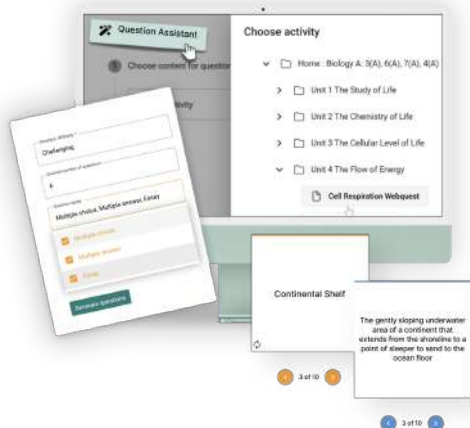 Question Assistant
1 Choose content for question
tivity
Choose activity
Home : Biology A: 3(A), 6(A), 7(A), 4(A)
Unit 1 The Study of Life
Unit 2 The Chemistry of Life
Unit 3 The Cellular Level of Life
Unit 4 The Flow of Energy
Cell Respiration Webquest
Challenging
Multiple choice, Multiple answer, Essay
Multiple choice
Multiple answer
Essay
Generate questions
Continental Shelf
3 of 10
The gently sloping underwater
area of a continent that
extends from the shoreline to a
point of steeper to send to the
ocean floor
3 of 10